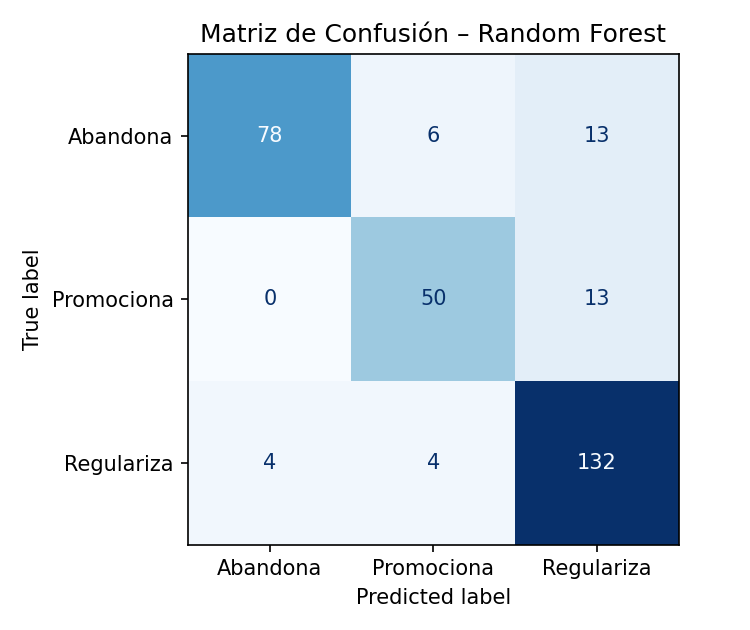 Matriz de Confusión – Random Forest
Abandona 78 6 13
Promociona 0 50 13
Regulariza 4 4 132
True label
Abandona Promociona Regulariza
Predicted label